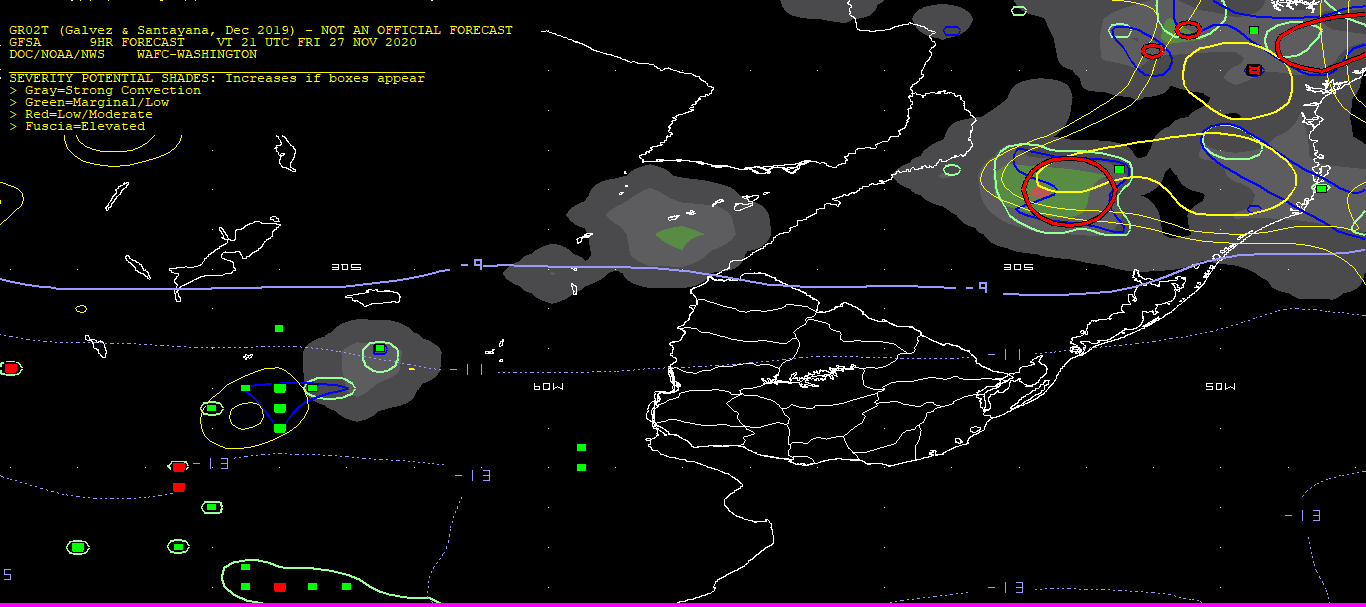 GR02T (Galvez & Santayana, Dec 2019) - NOT AN OFFICIAL FORECAST
GFSA 9HR FORECAST VT 21 UTC FRI 27 NOV 2020
DOC/NOAA/NWS WAFC-WASHINGTON
SEVERITY POTENTIAL SHADES: Increases if boxes appear
> Gray=Strong Convection
> Green=Marginal/Low
> Red=Low/Moderate
> Fuscia=Elevated
30S
-9
30S
-9
-11
-11
60W
50W
-13
-13
-13
5
-13